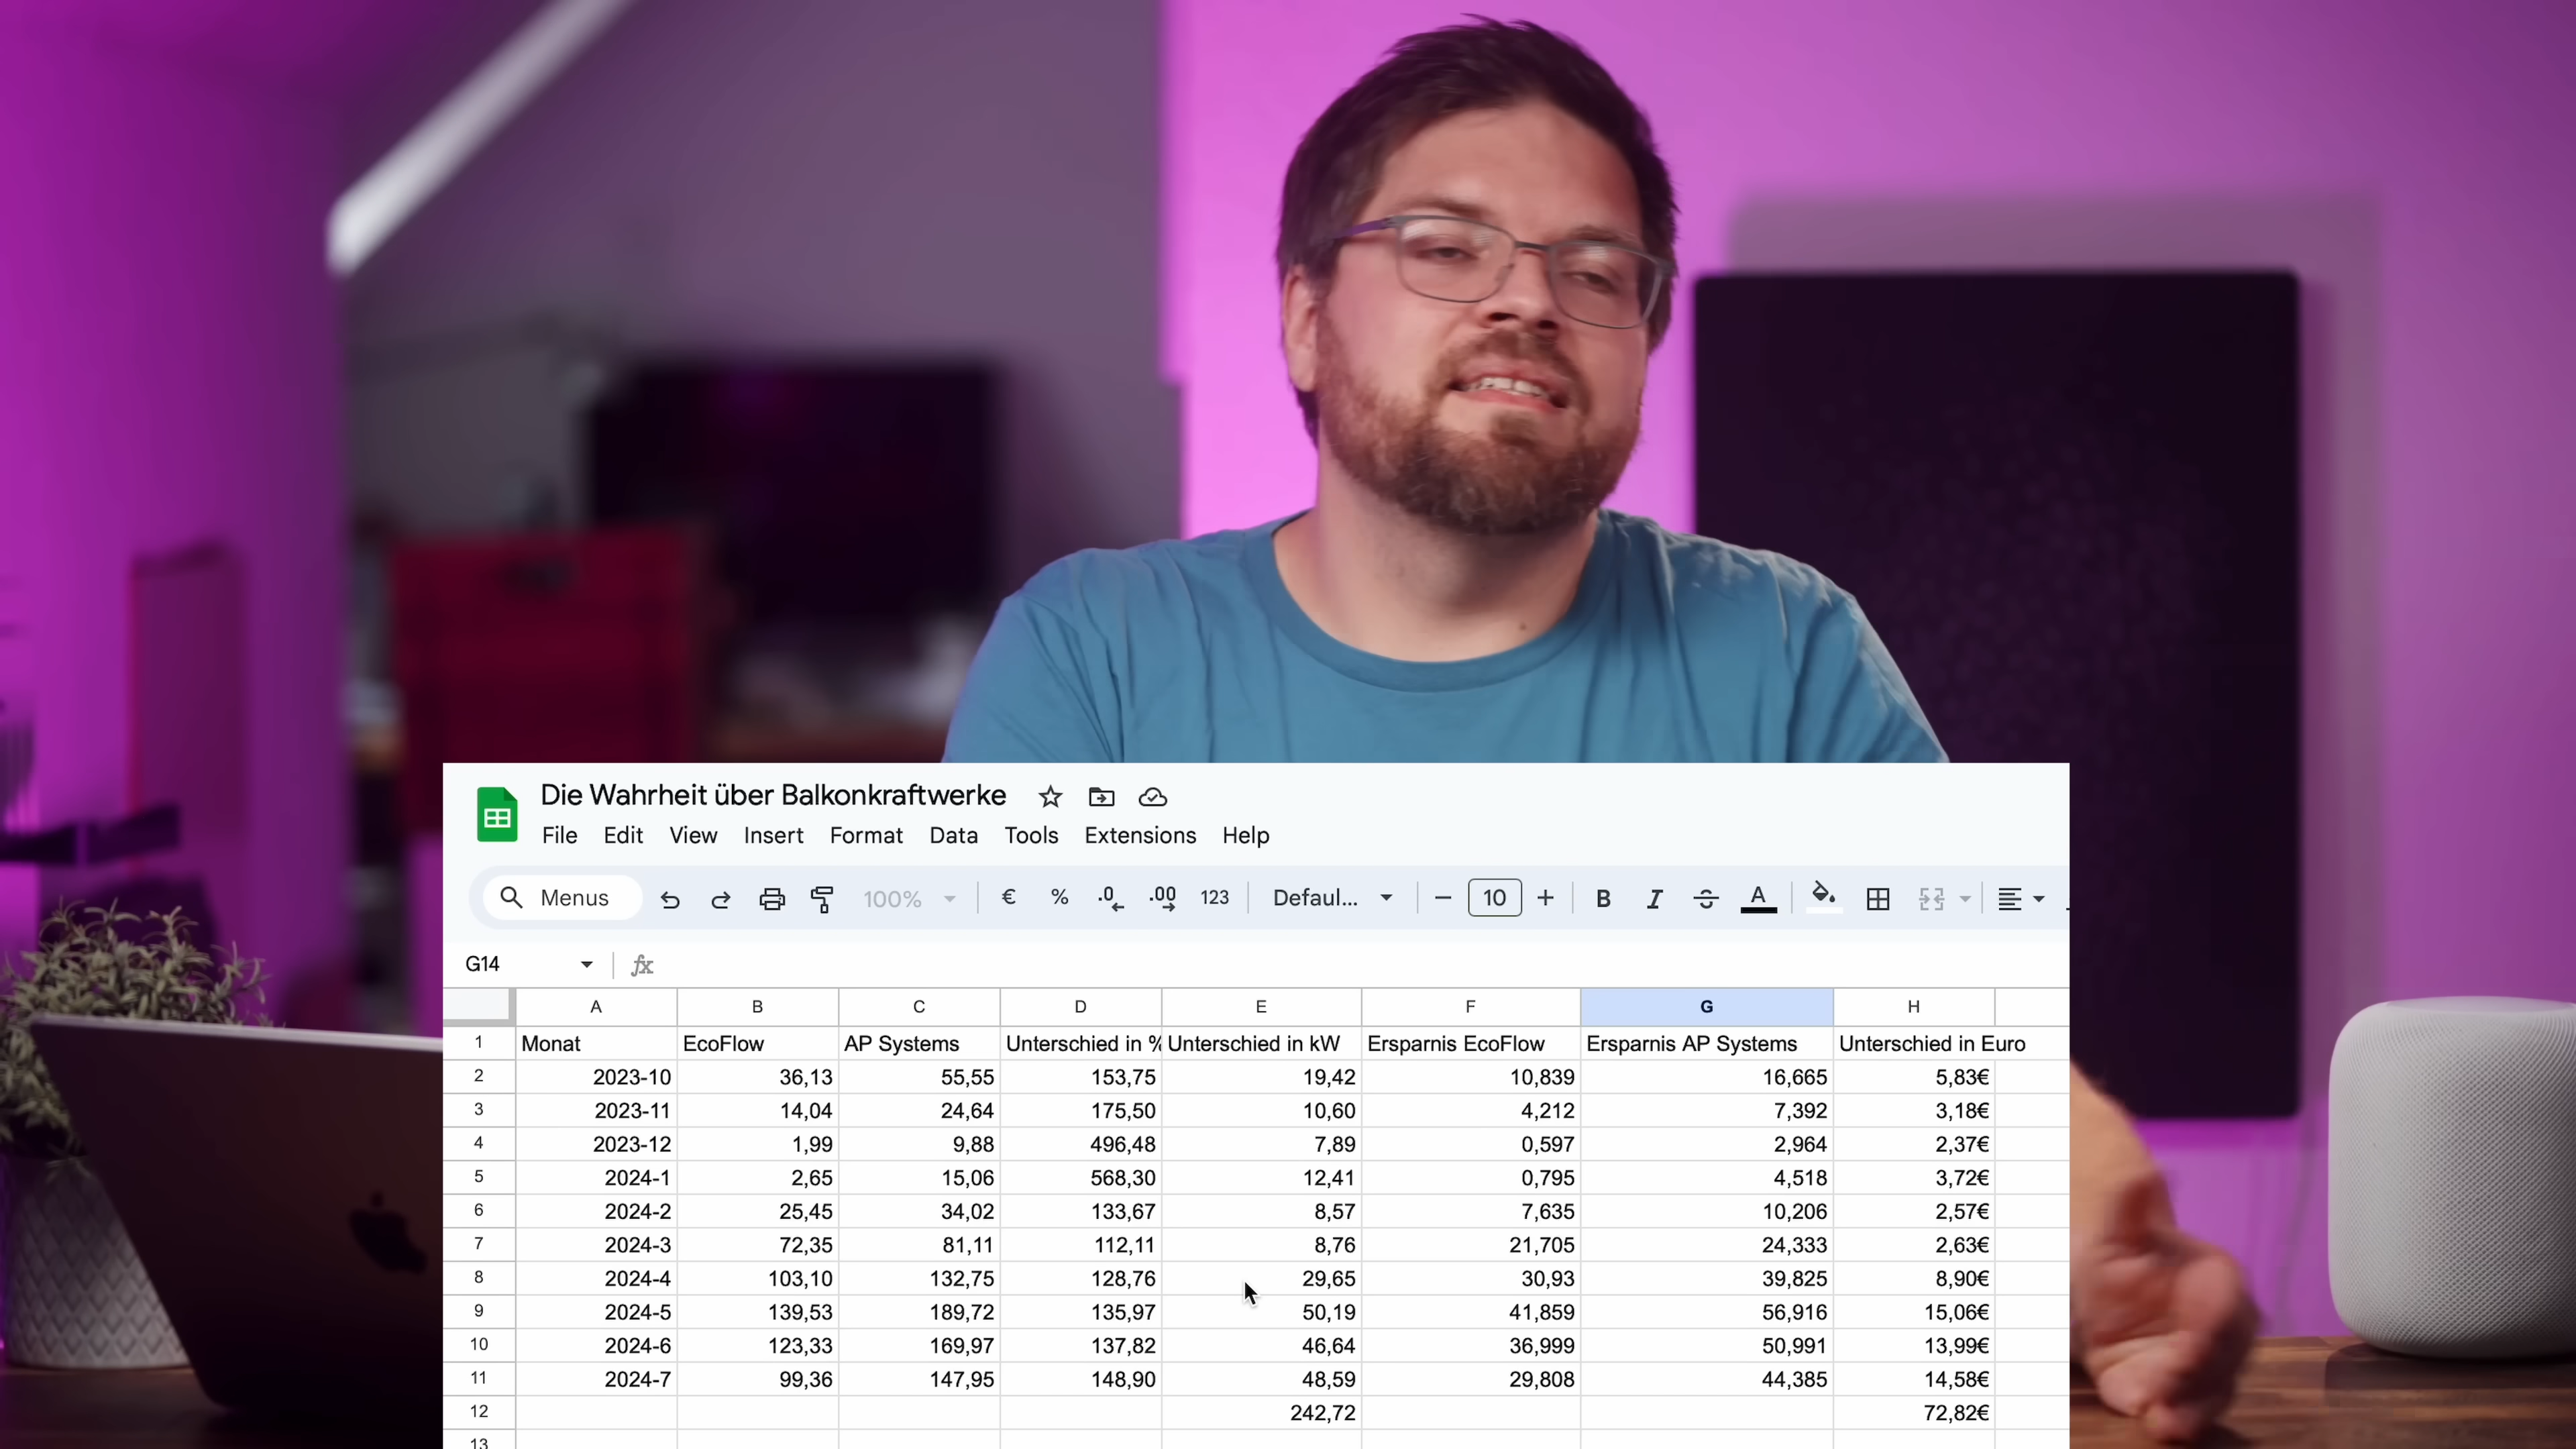 Die Wahrheit über Balkonkraftwerke
File Edit View Insert Format Data Tools Extensions Help
Menus 100% € % .0 .00 123 Defaul... 10 B I S A
G14 fx
A B C D E F G H
1 Monat EcoFlow AP Systems Unterschied in % Unterschied in kW Ersparnis EcoFlow Ersparnis AP Systems Unterschied in Euro
2 2023-10 36,13 55,55 153,75 19,42 10,839 16,665 5,83€
3 2023-11 14,04 24,64 175,50 10,60 4,212 7,392 3,18€
4 2023-12 1,99 9,88 496,48 7,89 0,597 2,964 2,37€
5 2024-1 2,65 15,06 568,30 12,41 0,795 4,518 3,72€
6 2024-2 25,45 34,02 133,67 8,57 7,635 10,206 2,57€
7 2024-3 72,35 81,11 112,11 8,76 21,705 24,333 2,63€
8 2024-4 103,10 132,75 128,76 29,65 30,93 39,825 8,90€
9 2024-5 139,53 189,72 135,97 50,19 41,859 56,916 15,06€
10 2024-6 123,33 169,97 137,82 46,64 36,999 50,991 13,99€
11 2024-7 99,36 147,95 148,90 48,59 29,808 44,385 14,58€
12 242,72 72,82€
13